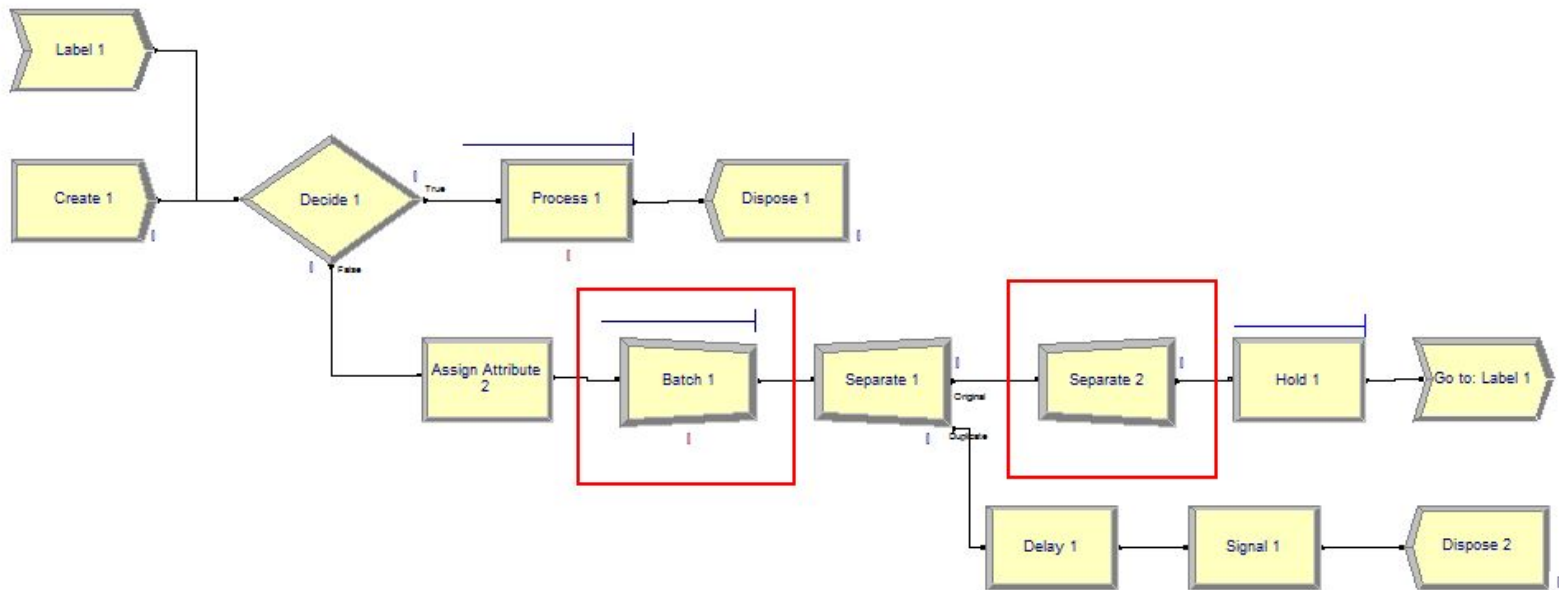 Label 1
Create 1
Decide 1
True
Process 1
Dispose 1
False
Assign Attribute
2
Batch 1
Separate 1
Original
Duplicate
Separate 2
Hold 1
Go to: Label 1
Delay 1
Signal 1
Dispose 2